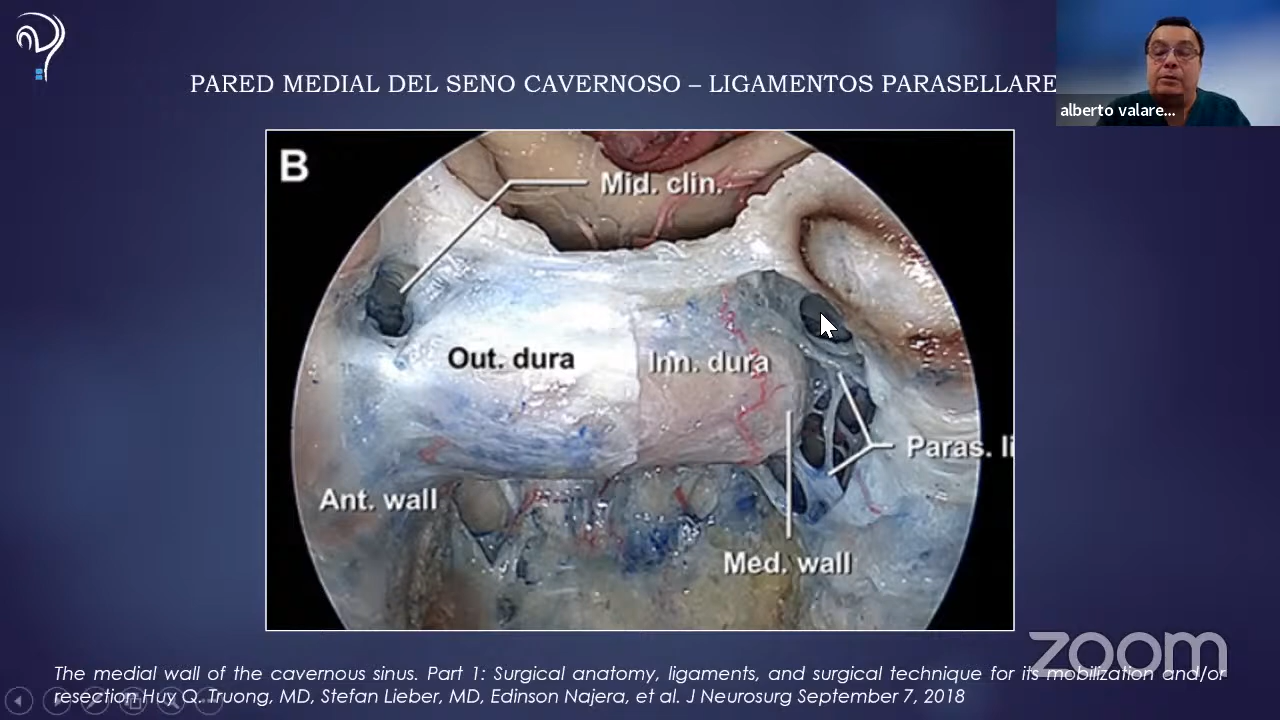 PARED MEDIAL DEL SENO CAVERNOSO – LIGAMENTOS PARASELLARE
alberto valare...
B
Mid. clin.
Out. dura
Inn. dura
Paras. li
Ant. wall
Med. wall
zoom
The medial wall of the cavernous sinus. Part 1: Surgical anatomy, ligaments, and surgical technique for its mobilization and/or
resection Huy Q. Truong, MD, Stefan Lieber, MD, Edinson Najera, et al. J Neurosurg September 7, 2018